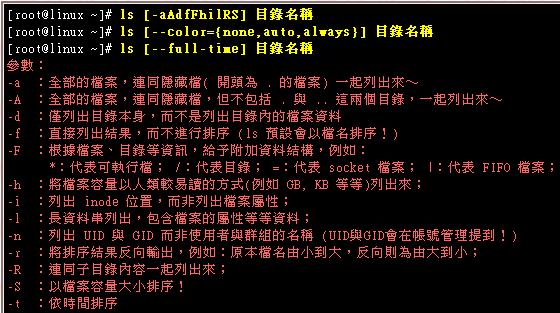 [root@linux ~]# ls [-aAdfFhilRS] 目錄名稱
[root@linux ~]# ls [--color={none,auto,always}] 目錄名稱
[root@linux ~]# ls [--full-time] 目錄名稱
參數：
-a ：全部的檔案，連同隱藏檔( 開頭為 . 的檔案) 一起列出來～
-A ：全部的檔案，連同隱藏檔，但不包括 . 與 .. 這兩個目錄，一起列出來～
-d ：僅列出目錄本身，而不是列出目錄內的檔案資料
-f ：直接列出結果，而不進行排序 (ls 預設會以檔名排序！)
-F ：根據檔案、目錄等資訊，給予附加資料結構，例如：
*：代表可執行檔； /：代表目錄； =：代表 socket 檔案； |：代表 FIFO 檔案；
-h ：將檔案容量以人類較易讀的方式(例如 GB, KB 等等)列出來；
-i ：列出 inode 位置，而非列出檔案屬性；
-l ：長資料串列出，包含檔案的屬性等等資料；
-n ：列出 UID 與 GID 而非使用者與群組的名稱 (UID與GID會在帳號管理提到！)
-r ：將排序結果反向輸出，例如：原本檔名由小到大，反向則為由大到小；
-R ：連同子目錄內容一起列出來；
-S ：以檔案容量大小排序！
-t ：依時間排序